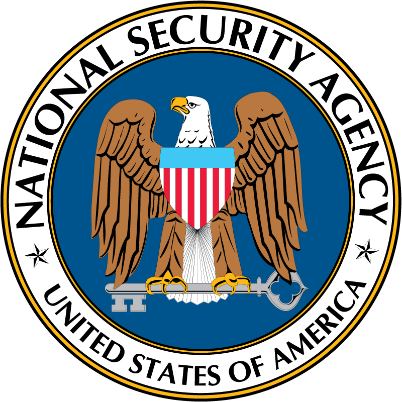 NATIONAL SECURITY AGENCY
UNITED STATES OF AMERICA